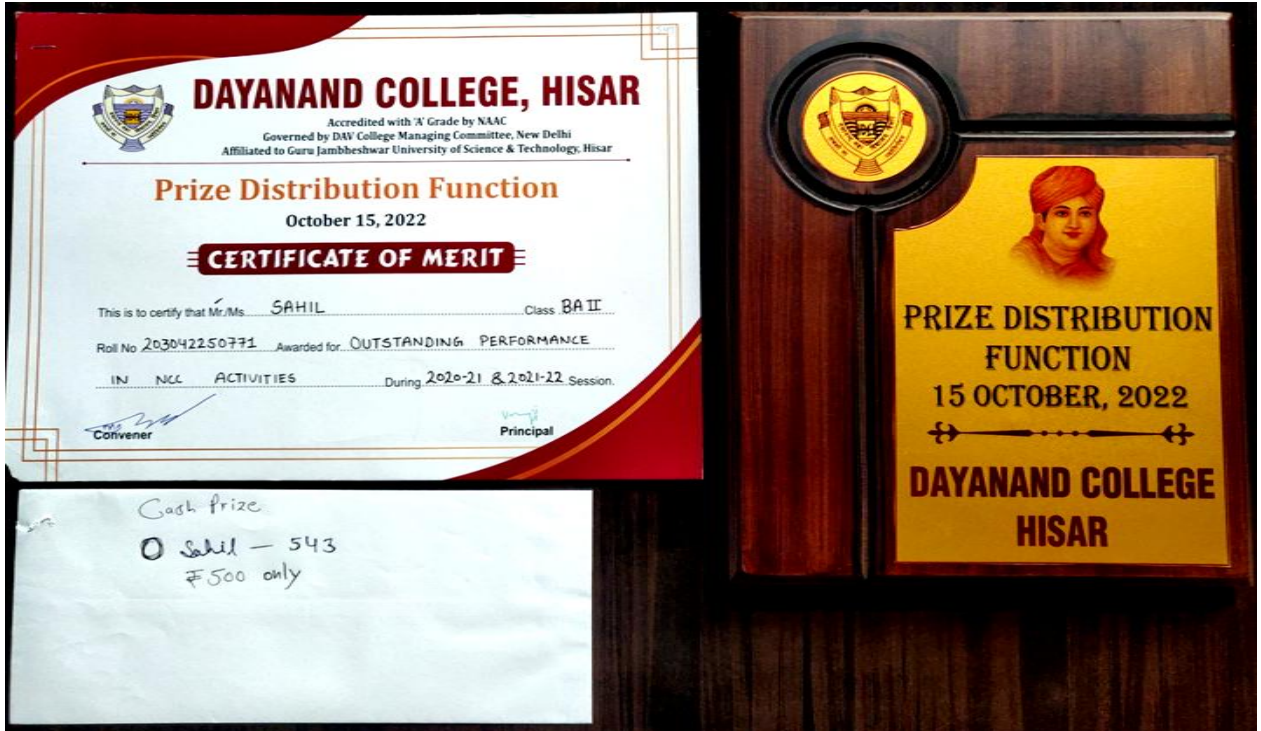 DAYANAND COLLEGE, HISAR
Accredited with 'A' Grade by NAAC
Governed by DAV College Managing Committee, New Delhi
Affiliated to Guru Jambheshwar University of Science & Technology, Hisar
Prize Distribution Function
October 15, 2022
CERTIFICATE OF MERIT
This is to certify that Mr./Ms. SAHIL Class BA II
Roll No 203042250771 Awarded for OUTSTANDING PERFORMANCE
IN NCC ACTIVITIES During 2020-21 & 2021-22 Session.
Convener Principal
Cash Prize
Sahil — 543
₹500 only
PRIZE DISTRIBUTION
FUNCTION
15 OCTOBER, 2022
DAYANAND COLLEGE
HISAR